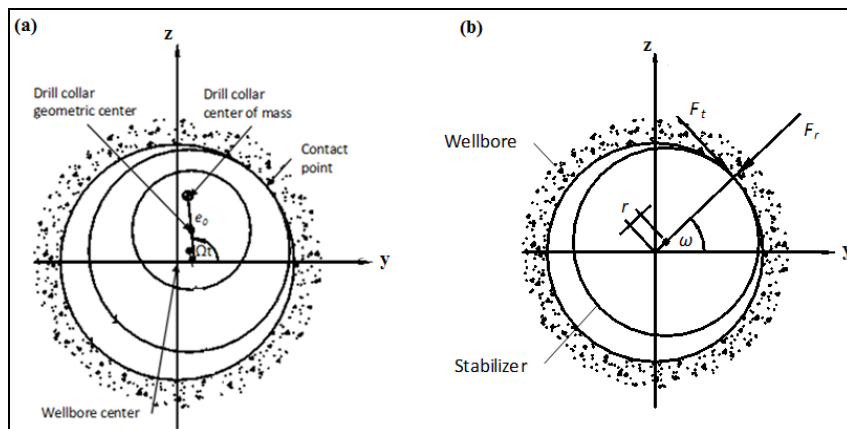 (a)
z
Drill collar
geometric center
Drill collar
center of mass
Contact
point
e₀
Ωt
y
Wellbore center
(b)
z
Fₜ
Fᵣ
Wellbore
r
ω
y
Stabilizer